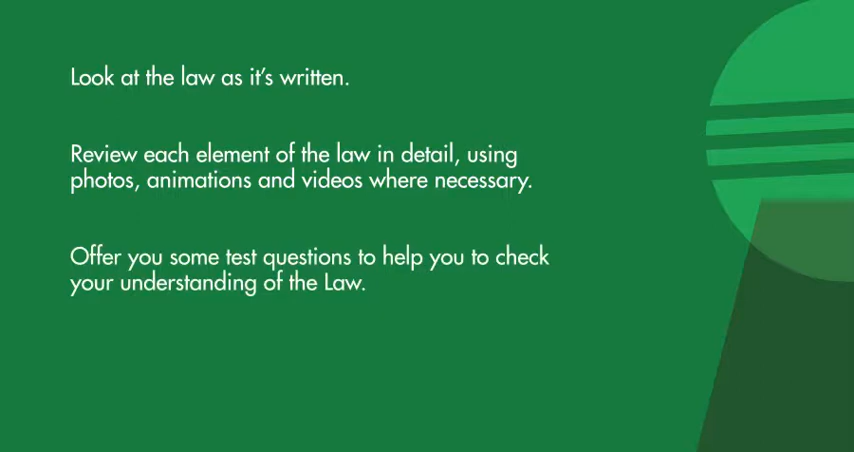 Look at the law as it's written.
Review each element of the law in detail, using
photos, animations and videos where necessary.
Offer you some test questions to help you to check
your understanding of the Law.